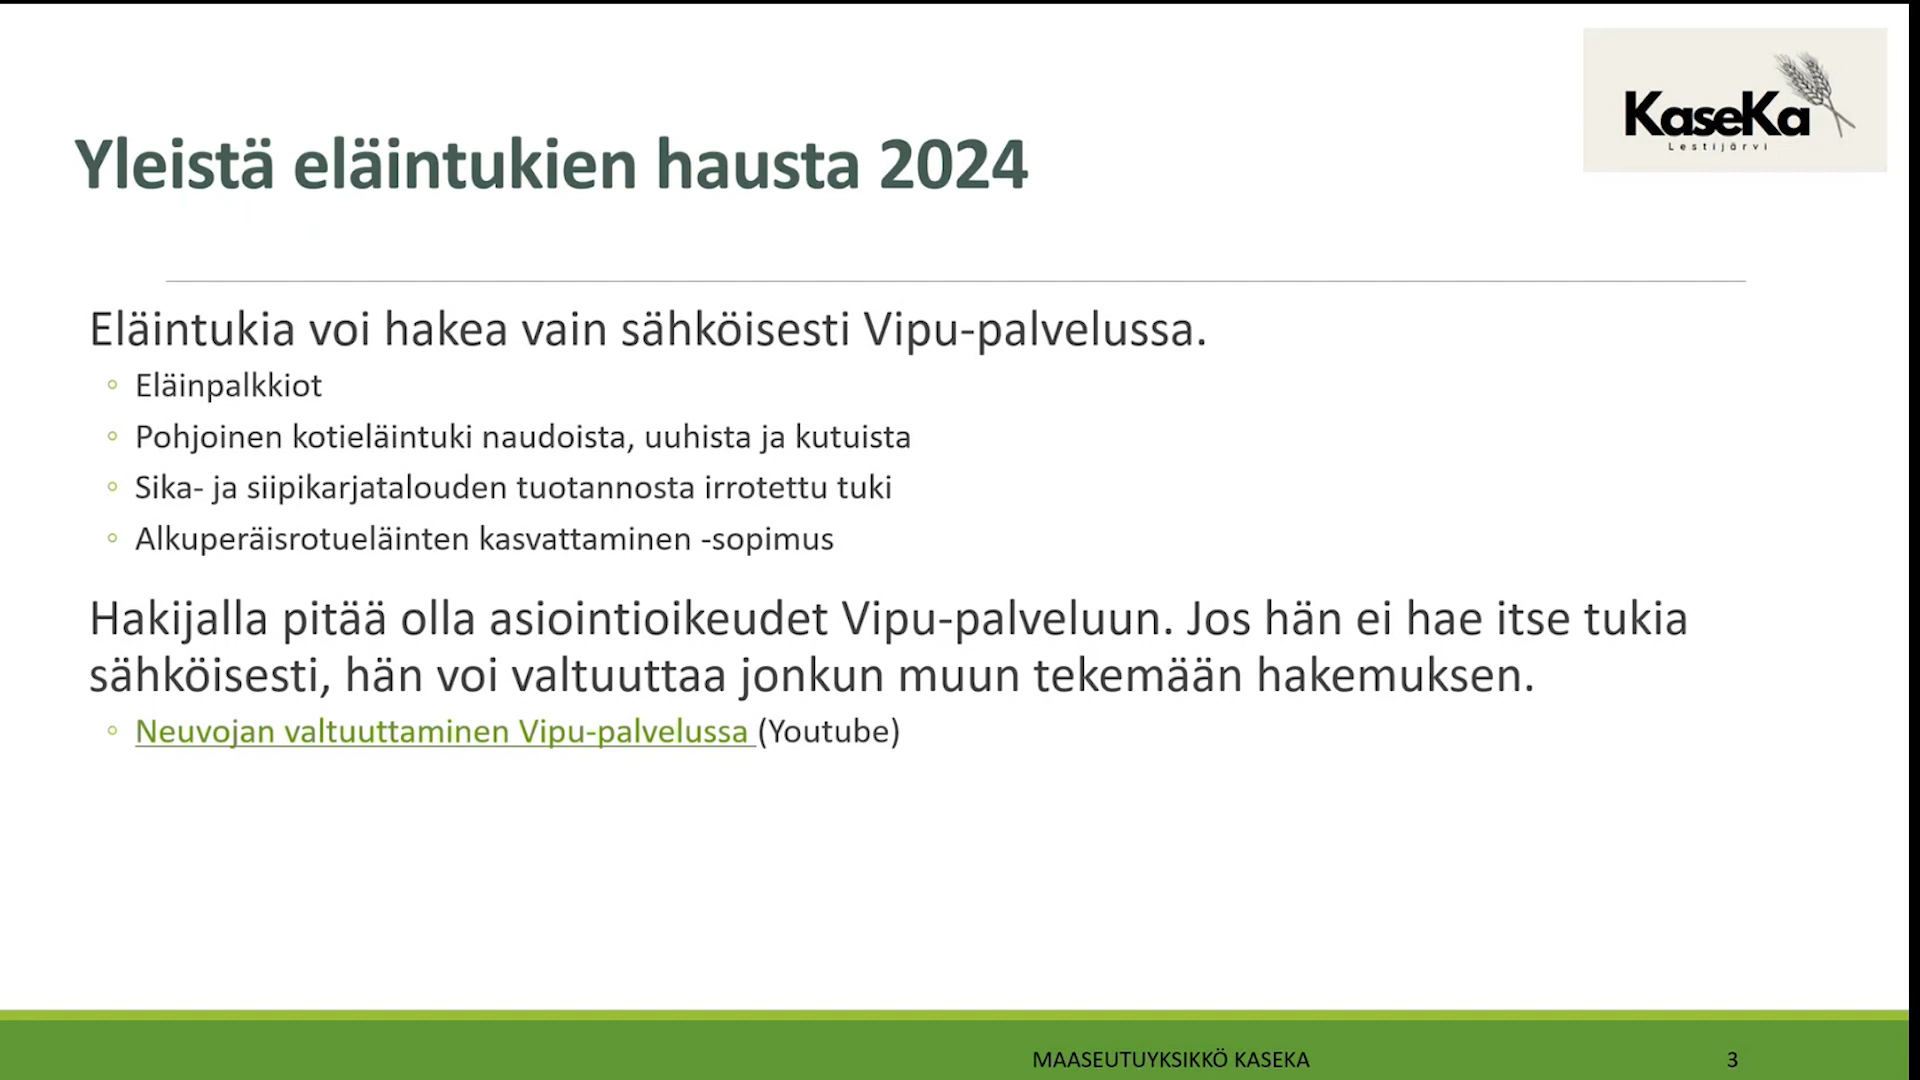 KaseKa
Lestijärvi
Yleistä eläintukien hausta 2024
Eläintukia voi hakea vain sähköisesti Vipu-palvelussa.
◦ Eläinpalkkiot
◦ Pohjoinen kotieläintuki naudoista, uuhista ja kutuista
◦ Sika- ja siipikarjatalouden tuotannosta irrotettu tuki
◦ Alkuperäisrotueläinten kasvattaminen -sopimus
Hakijalla pitää olla asiointioikeudet Vipu-palveluun. Jos hän ei hae itse tukia
sähköisesti, hän voi valtuuttaa jonkun muun tekemään hakemuksen.
◦ Neuvojan valtuuttaminen Vipu-palvelussa (Youtube)
MAASEUTUYKSIKKÖ KASEKA
3